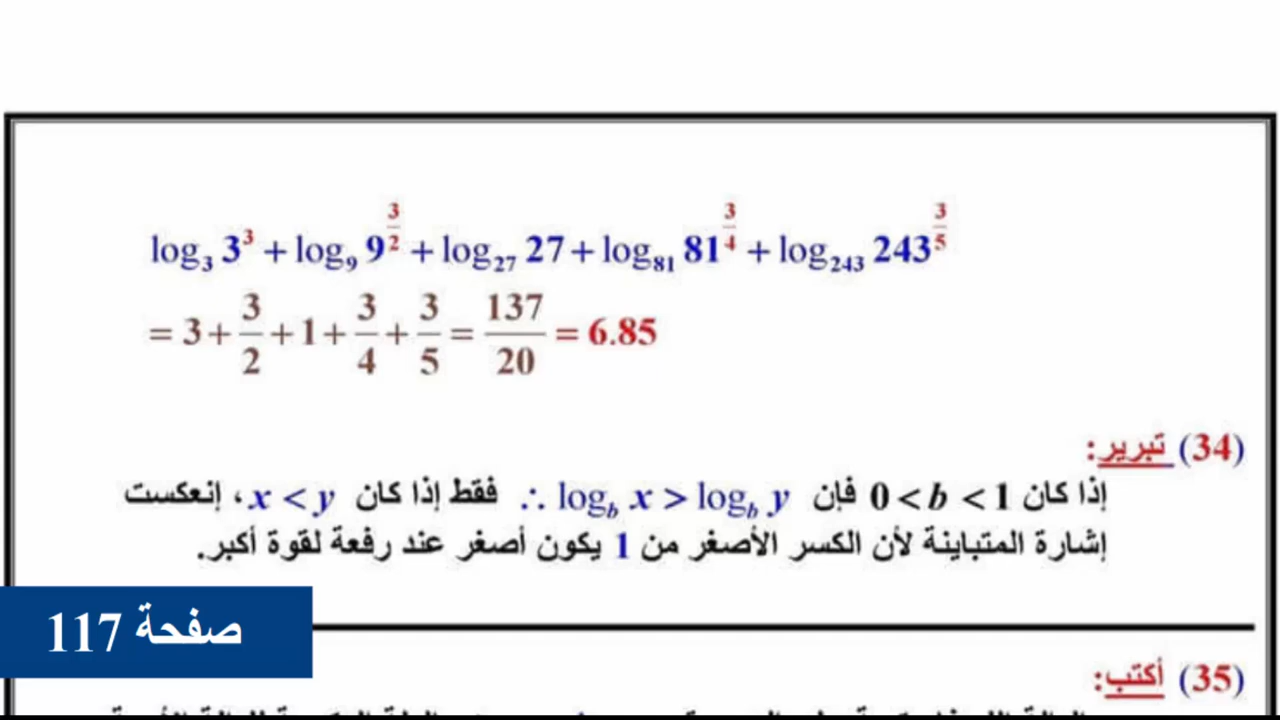 log₃ 3³ + log₉ 9^(3/2) + log₂₇ 27 + log₈₁ 81^(3/4) + log₂₄₃ 243^(3/5)
= 3 + 3/2 + 1 + 3/4 + 3/5 = 137/20 = 6.85
(34) تبرير:
إذا كان 0 < b < 1 فإن ∴ log_b x > log_b y فقط إذا كان x < y، إنعكست
إشارة المتباينة لأن الكسر الأصغر من 1 يكون أصغر عند رفعة لقوة أكبر.
صفحة 117
(35) أكتب: